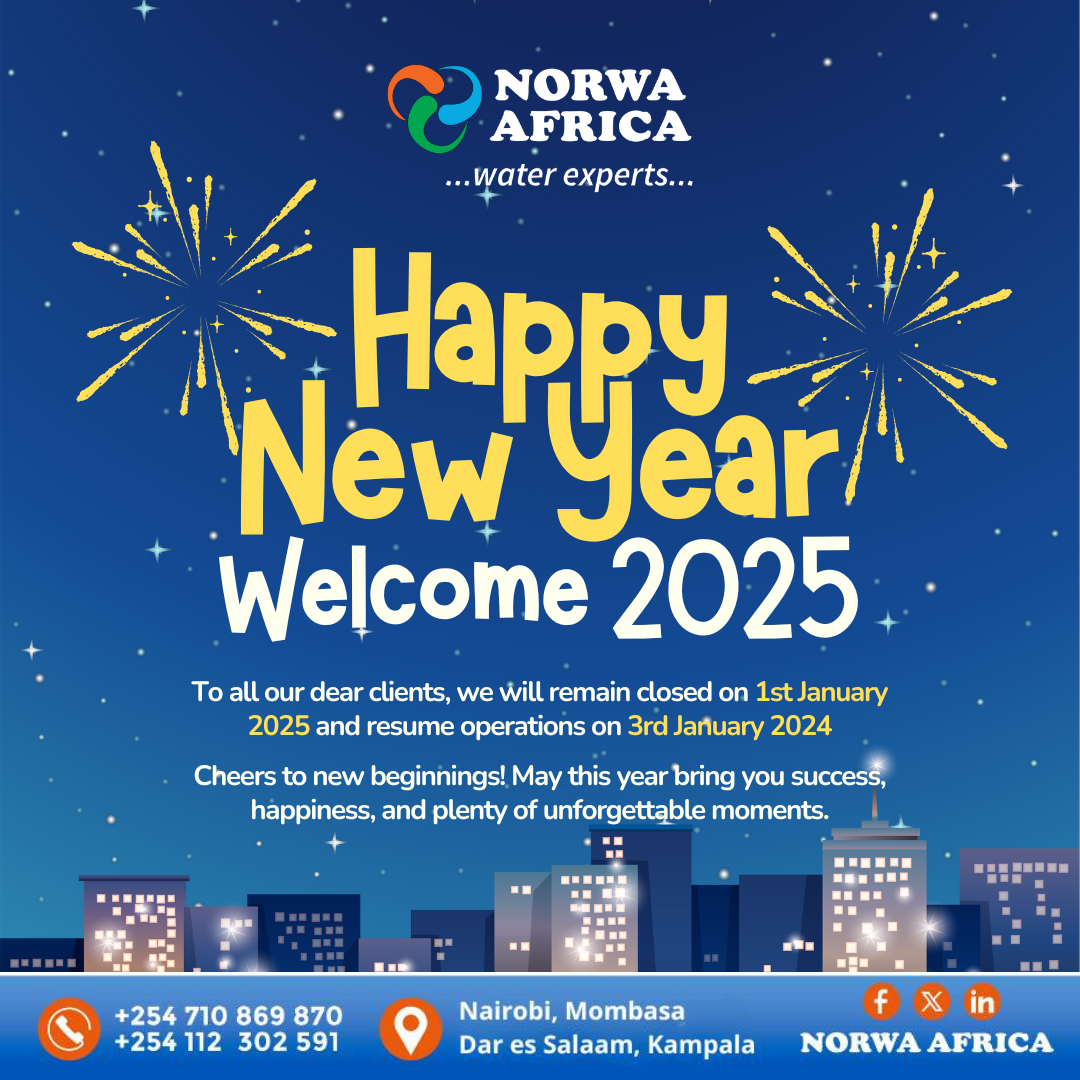 NORWA
AFRICA
...water experts...
Happy
New Year
Welcome 2025
To all our dear clients, we will remain closed on 1st January
2025 and resume operations on 3rd January 2024
Cheers to new beginnings! May this year bring you success,
happiness, and plenty of unforgettable moments.
+254 710 869 870
+254 112 302 591
Nairobi, Mombasa
Dar es Salaam, Kampala
f X in
NORWA AFRICA